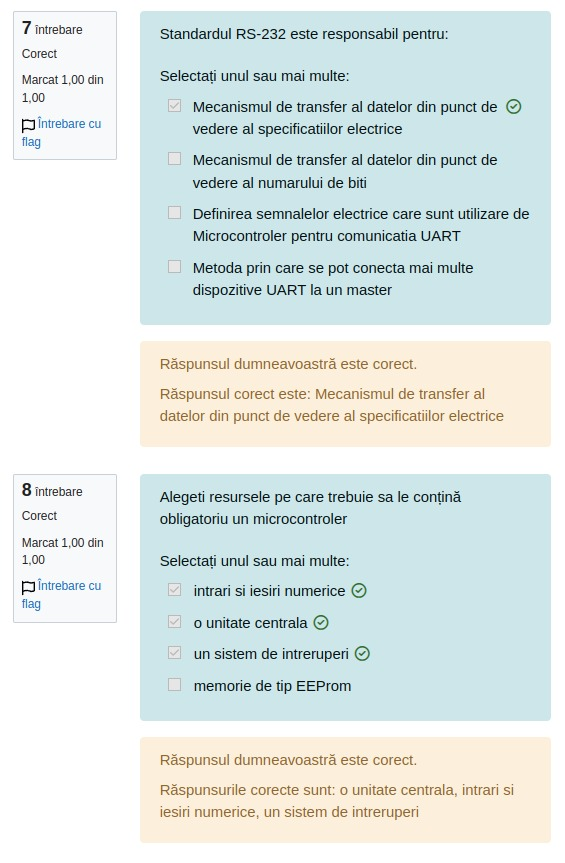 7 întrebare
Corect
Marcat 1,00 din
1,00
Întrebare cu
flag
Standardul RS-232 este responsabil pentru:
Selectați unul sau mai multe:
Mecanismul de transfer al datelor din punct de
vedere al specificatiilor electrice
Mecanismul de transfer al datelor din punct de
vedere al numarului de biti
Definirea semnalelor electrice care sunt utilizare de
Microcontroler pentru comunicatia UART
Metoda prin care se pot conecta mai multe
dispozitive UART la un master
Răspunsul dumneavoastră este corect.
Răspunsul corect este: Mecanismul de transfer al
datelor din punct de vedere al specificatiilor electrice
8 întrebare
Corect
Marcat 1,00 din
1,00
Întrebare cu
flag
Alegeti resursele pe care trebuie sa le conțină
obligatoriu un microcontroler
Selectați unul sau mai multe:
intrari si iesiri numerice
o unitate centrala
un sistem de intreruperi
memorie de tip EEProm
Răspunsul dumneavoastră este corect.
Răspunsurile corecte sunt: o unitate centrala, intrari si
iesiri numerice, un sistem de intreruperi